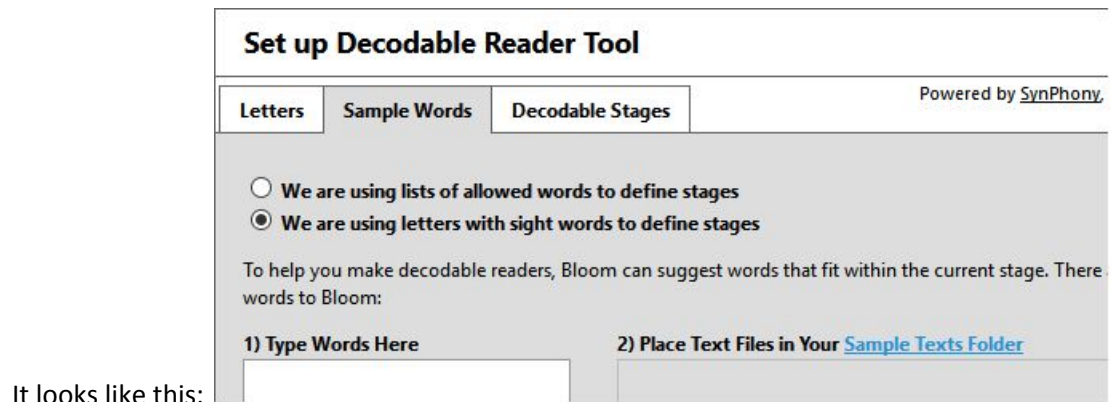 Set up Decodable Reader Tool
Letters Sample Words Decodable Stages Powered by SynPhony,
We are using lists of allowed words to define stages
We are using letters with sight words to define stages
To help you make decodable readers, Bloom can suggest words that fit within the current stage. There
words to Bloom:
1) Type Words Here 2) Place Text Files in Your Sample Texts Folder
It looks like this: